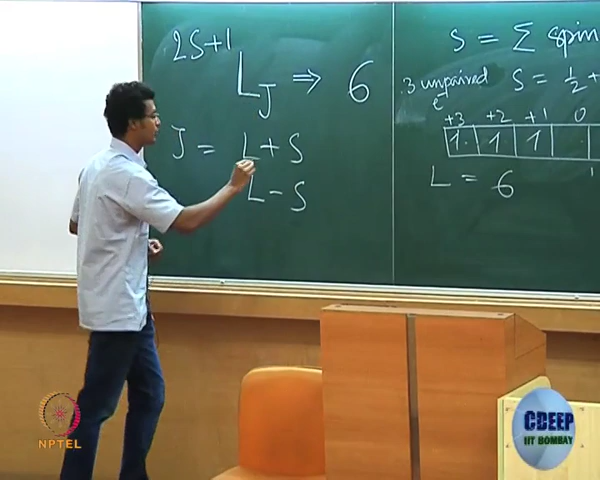 2S+1
L_J ⇒ 6
J = L + S
L - S
S = Σ spin
3 unpaired e⁻ S = 1/2 +
+3 +2 +1 0
1 1 1
L = 6
NPTEL
CDEEP
IIT BOMBAY